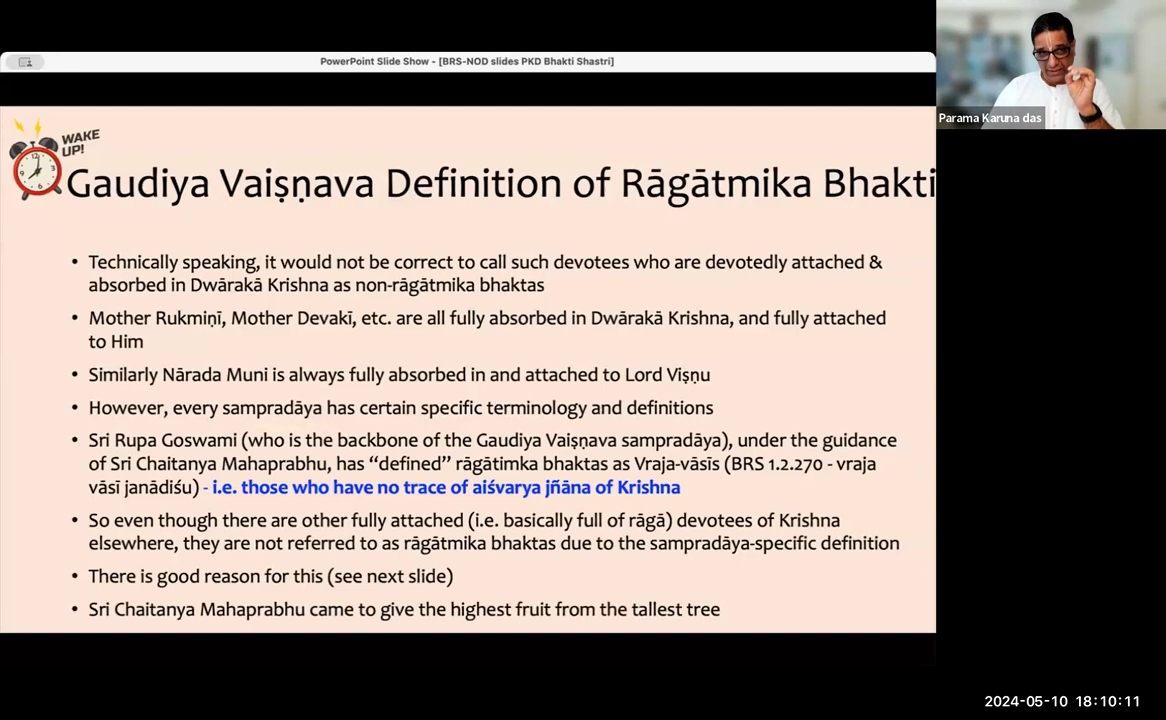 PowerPoint Slide Show - [BRS-NOD slides PKD Bhakti Shastri]
Parama Karuna das
WAKE
UP!
Gaudiya Vaiṣṇava Definition of Rāgātmika Bhakti
• Technically speaking, it would not be correct to call such devotees who are devotedly attached &
absorbed in Dwārakā Krishna as non-rāgātmika bhaktas
• Mother Rukmiṇī, Mother Devakī, etc. are all fully absorbed in Dwārakā Krishna, and fully attached
to Him
• Similarly Nārada Muni is always fully absorbed in and attached to Lord Viṣṇu
• However, every sampradāya has certain specific terminology and definitions
• Sri Rupa Goswami (who is the backbone of the Gaudiya Vaiṣṇava sampradāya), under the guidance
of Sri Chaitanya Mahaprabhu, has “defined” rāgātimka bhaktas as Vraja-vāsīs (BRS 1.2.270 - vraja
vāsī janādiśu) - i.e. those who have no trace of aiśvarya jñāna of Krishna
• So even though there are other fully attached (i.e. basically full of rāgā) devotees of Krishna
elsewhere, they are not referred to as rāgātmika bhaktas due to the sampradāya-specific definition
• There is good reason for this (see next slide)
• Sri Chaitanya Mahaprabhu came to give the highest fruit from the tallest tree
2024-05-10 18:10:11